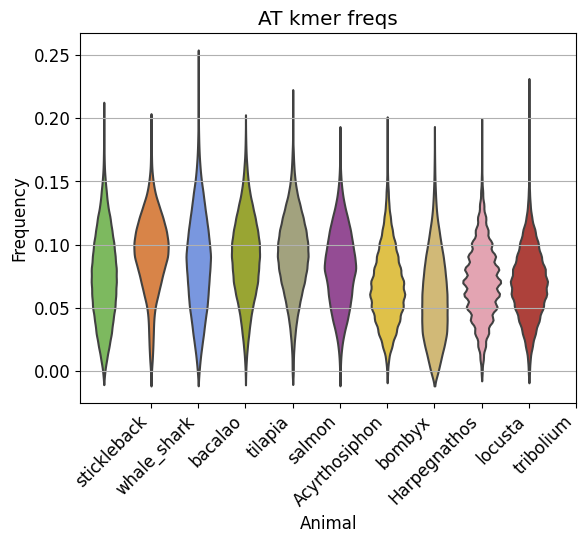 AT kmer freqs
Frequency
0.25
0.20
0.15
0.10
0.05
0.00
stickleback
whale_shark
bacalao
tilapia
salmon
Acyrthosiphon
bombyx
Harpegnathos
locusta
tribolium
Animal